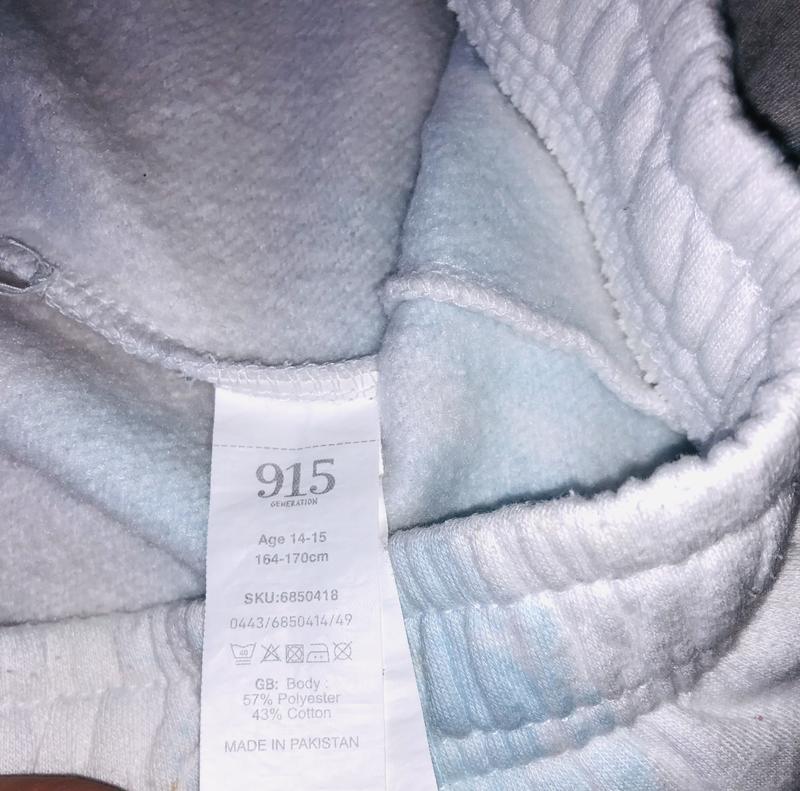 915
GENERATION
Age 14-15
164-170cm
SKU:6850418
0443/6850414/49
40
GB: Body :
57% Polyester
43% Cotton
MADE IN PAKISTAN